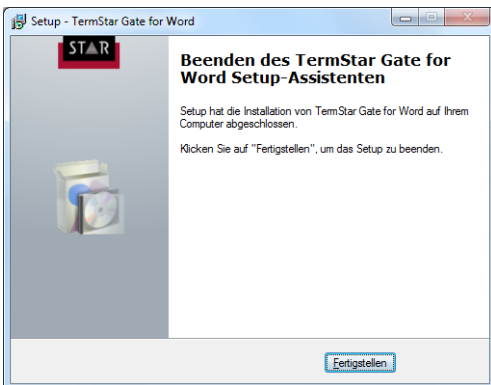 Setup - TermStar Gate for Word
STAR
Beenden des TermStar Gate for
Word Setup-Assistenten
Setup hat die Installation von TermStar Gate for Word auf Ihrem
Computer abgeschlossen.
Klicken Sie auf "Fertigstellen", um das Setup zu beenden.
Fertigstellen